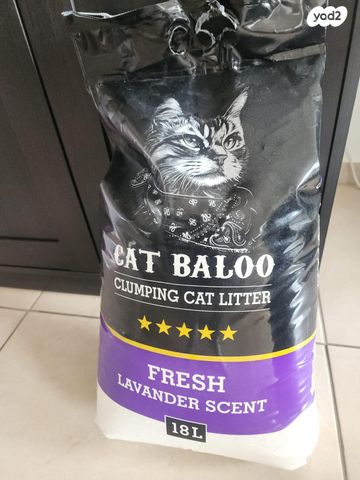 yad2
CAT BALOO
CLUMPING CAT LITTER
FRESH
LAVANDER SCENT
18L